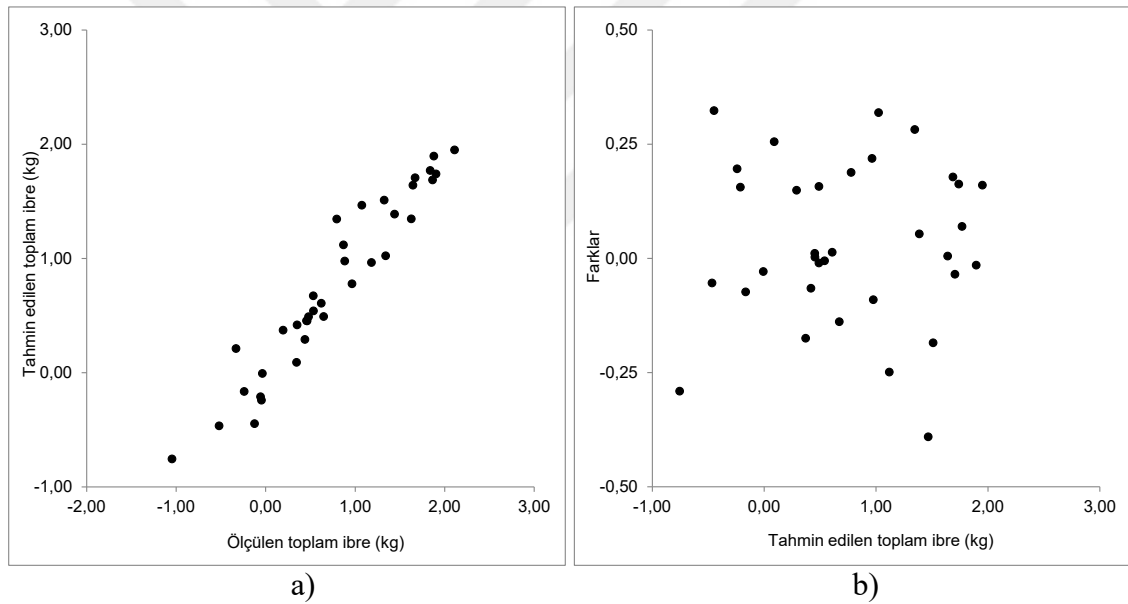 3,00
2,00
1,00
0,00
-1,00
-2,00 -1,00 0,00 1,00 2,00 3,00
Tahmin edilen toplam ibre (kg)
Ölçülen toplam ibre (kg)
a)
0,50
0,25
0,00
-0,25
-0,50
-1,00 0,00 1,00 2,00 3,00
Farklar
Tahmin edilen toplam ibre (kg)
b)